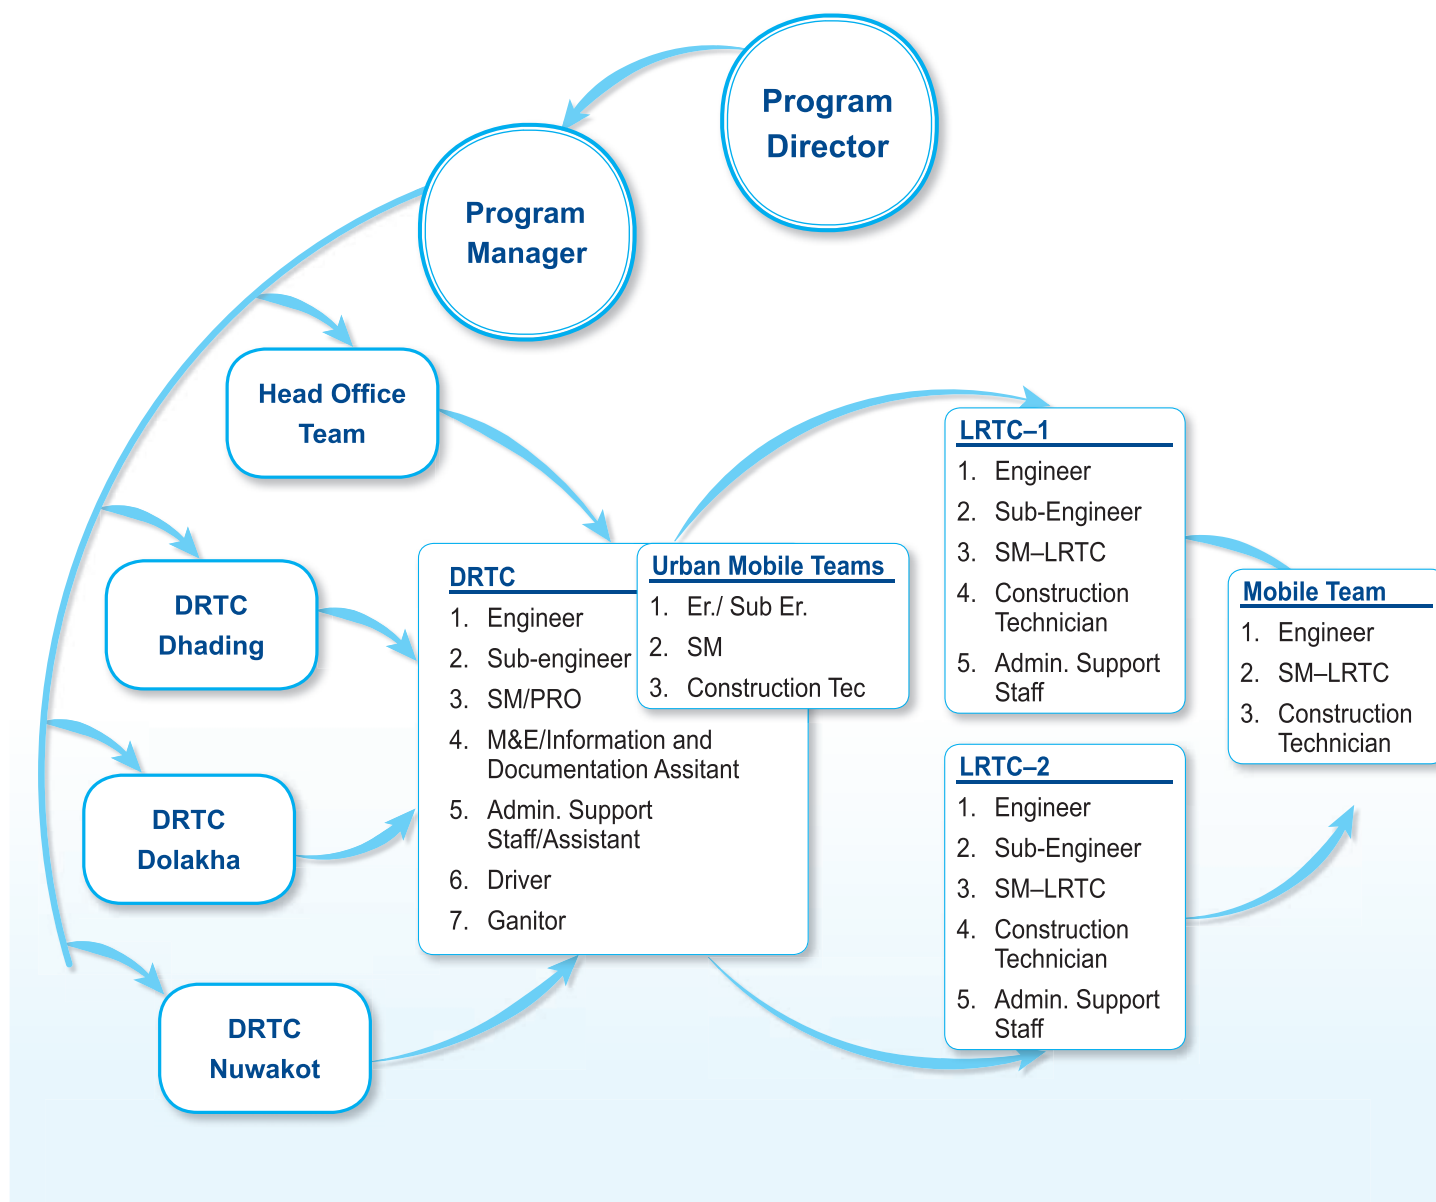 Program
Director
Program
Manager
Head Office
Team
DRTC
Dhading
DRTC
Dolakha
DRTC
Nuwakot
DRTC
1. Engineer
2. Sub-engineer
3. SM/PRO
4. M&E/Information and
Documentation Assitant
5. Admin. Support
Staff/Assistant
6. Driver
7. Ganitor
Urban Mobile Teams
1. Er./ Sub Er.
2. SM
3. Construction Tec
LRTC–1
1. Engineer
2. Sub-Engineer
3. SM–LRTC
4. Construction
Technician
5. Admin. Support
Staff
LRTC–2
1. Engineer
2. Sub-Engineer
3. SM–LRTC
4. Construction
Technician
5. Admin. Support
Staff
Mobile Team
1. Engineer
2. SM–LRTC
3. Construction
Technician